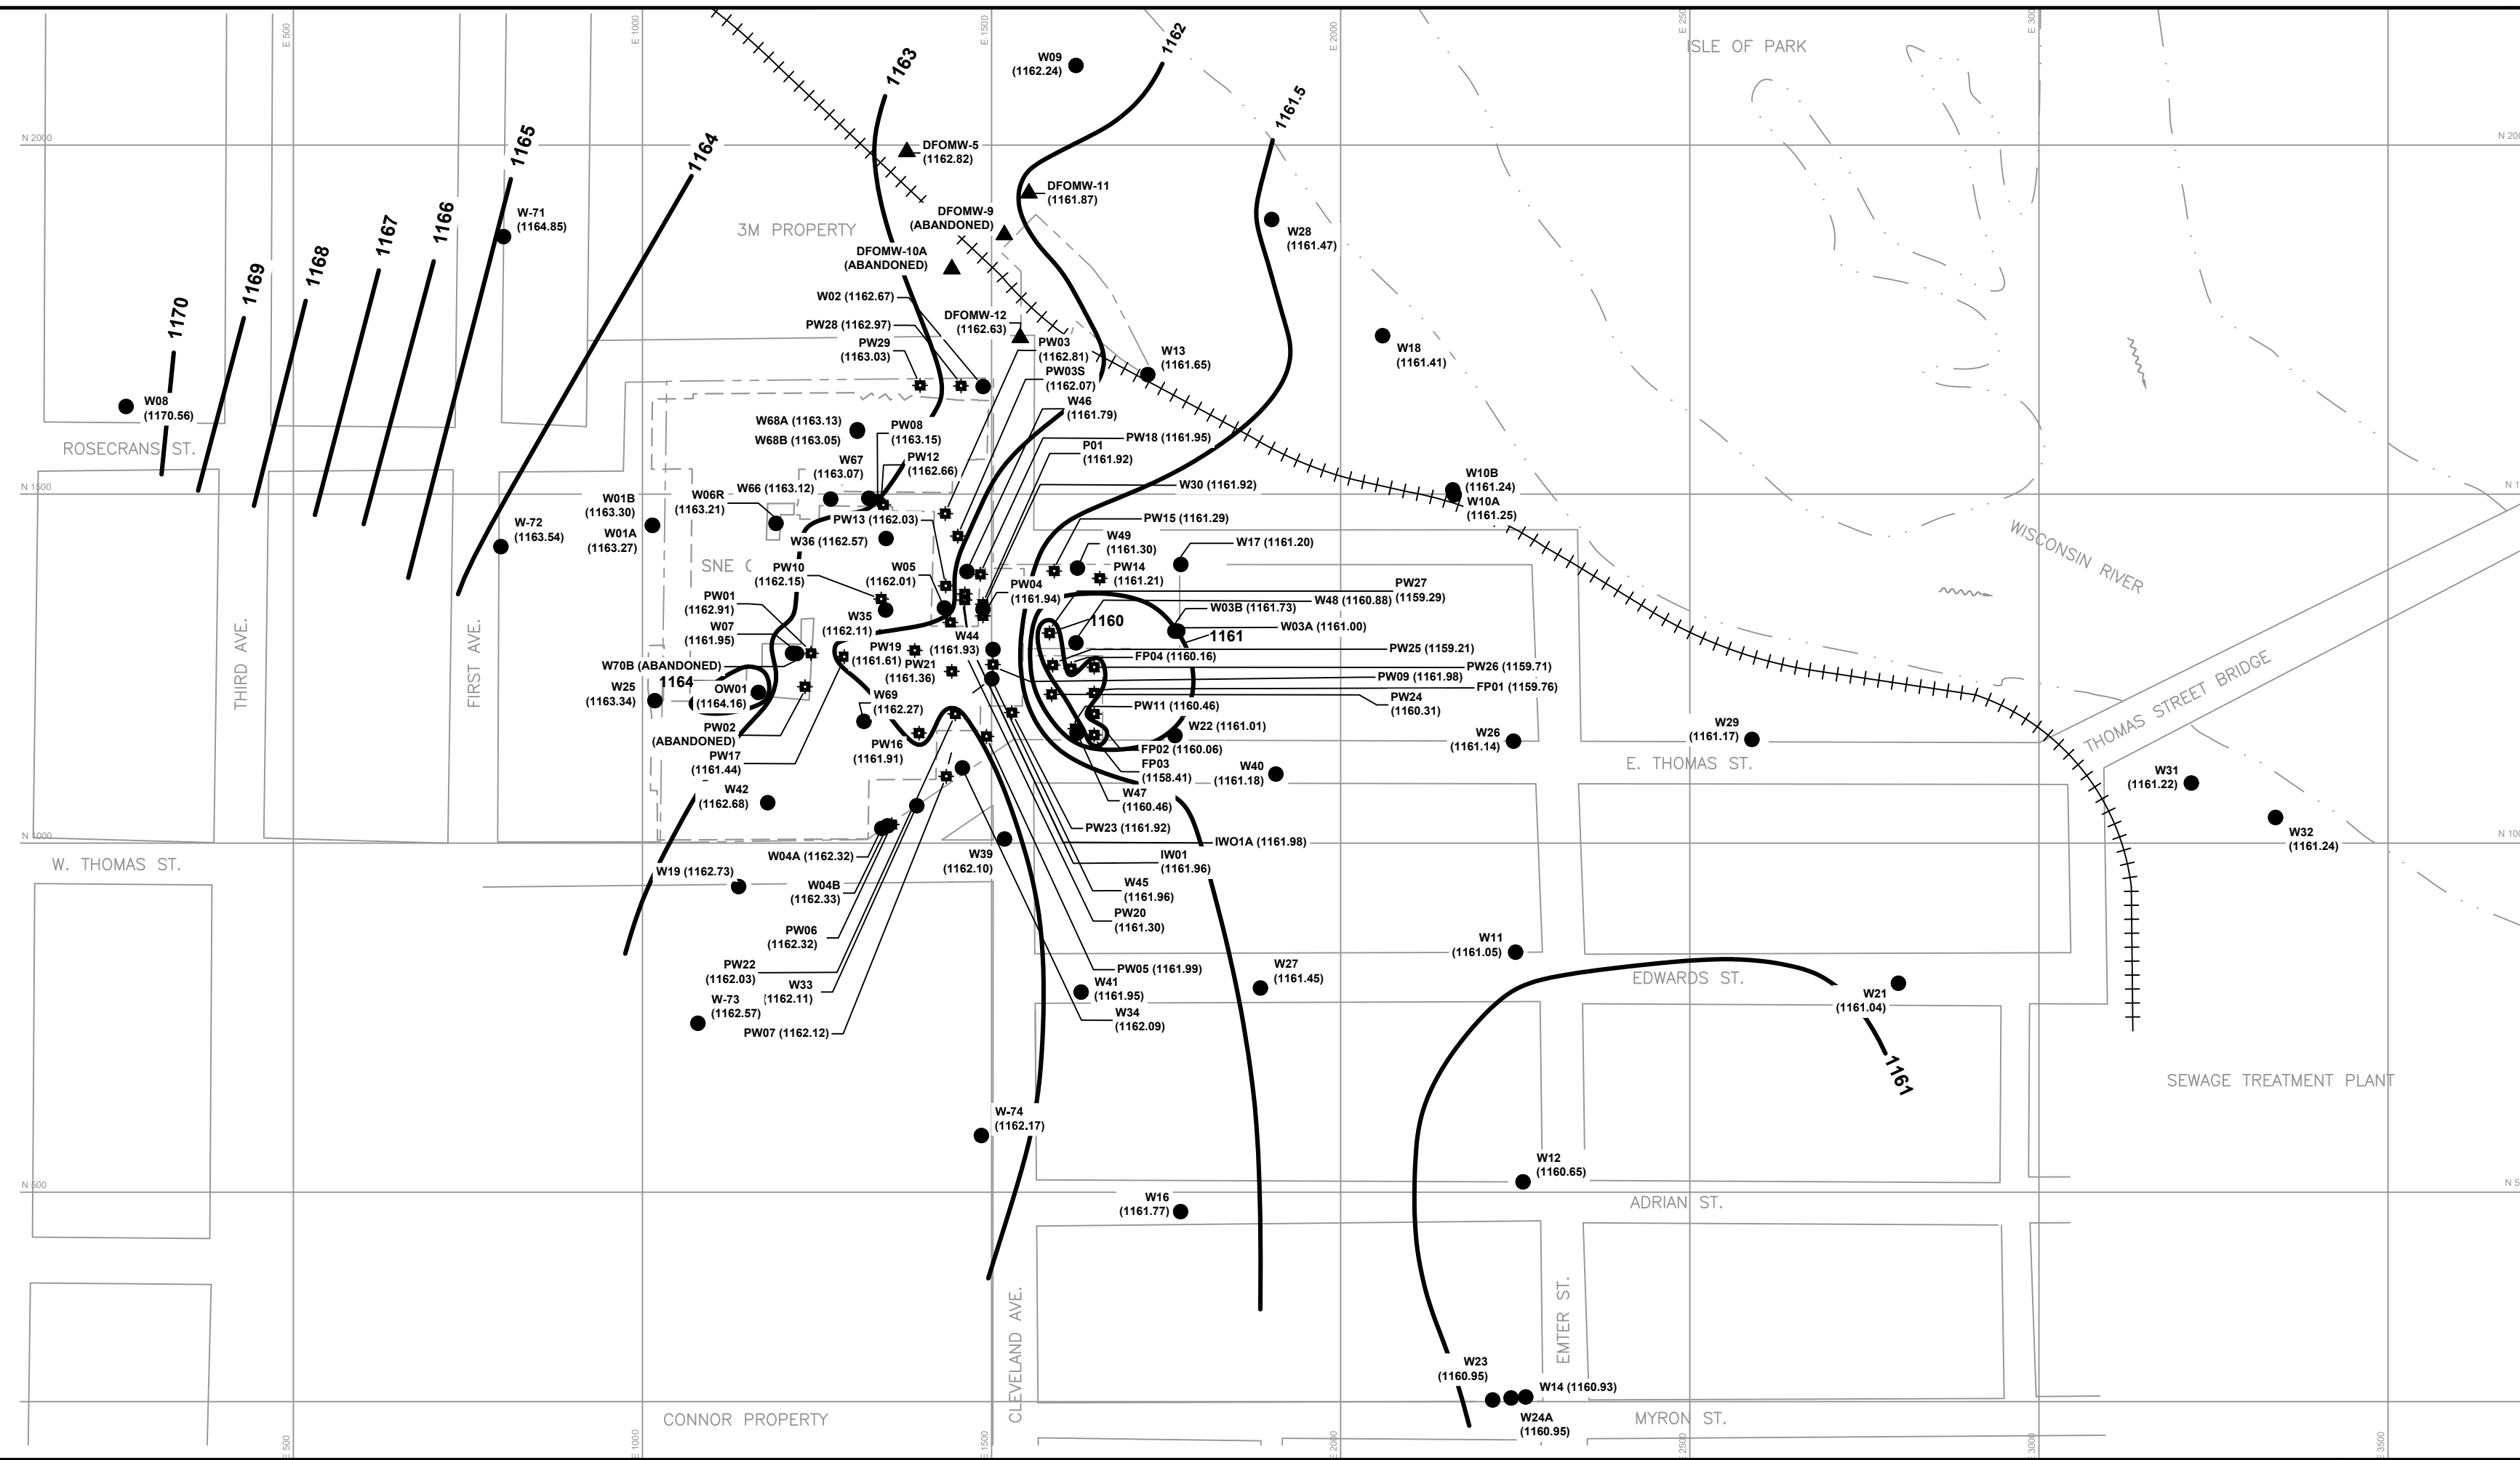 E 500
E 1000
E 1500
E 2000
ISLE OF PARK
1163
1162
W09
(1162.24)
1161.5
N 2000
1165
1164
DFOMW-5
(1162.82)
DFOMW-11
(1161.87)
W-71
(1164.85)
1166
1167
1168
1169
1170
3M PROPERTY
DFOMW-9
(ABANDONED)
W28
(1161.47)
DFOMW-10A
(ABANDONED)
W02 (1162.67)
DFOMW-12
(1162.63)
PW28 (1162.97)
PW29
(1163.03)
PW03
(1162.81)
W13
(1161.65)
W18
(1161.41)
PW03S
(1162.07)
W08
(1170.56)
W46
(1161.79)
W68A (1163.13)
W68B (1163.05)
PW08
(1163.15)
PW18 (1161.95)
P01
(1161.92)
ROSECRANS ST.
W67
(1163.07)
PW12
(1162.66)
W10B
(1161.24)
W10A
(1161.25)
N 1500
W66 (1163.12)
W30 (1161.92)
W01B
(1163.30)
W06R
(1163.21)
PW13 (1162.03)
PW15 (1161.29)
W-72
(1163.54)
W01A
(1163.27)
W36 (1162.57)
W49
(1161.30)
W17 (1161.20)
WISCONSIN RIVER
SNE
PW10
(1162.15)
W05
(1162.01)
PW14
(1161.21)
PW04
(1161.94)
PW27
(1159.29)
PW01
(1162.91)
W48 (1160.88)
W03B (1161.73)
W35
(1162.11)
1160
W07
(1161.95)
W03A (1161.00)
1161
W44
(1161.93)
PW19
(1161.61)
PW25 (1159.21)
FP04 (1160.16)
THIRD AVE.
FIRST AVE.
W70B (ABANDONED)
PW21
(1161.36)
PW26 (1159.71)
PW09 (1161.98)
1164
OW01
(1164.16)
W25
(1163.34)
FP01 (1159.76)
W69
(1162.27)
PW24
(1160.31)
PW11 (1160.46)
THOMAS STREET BRIDGE
PW02
(ABANDONED)
W22 (1161.01)
W26
(1161.14)
W29
(1161.17)
PW16
(1161.91)
FP02 (1160.06)
PW17
(1161.44)
FP03
(1158.41)
W40
(1161.18)
E. THOMAS ST.
W31
(1161.22)
W42
(1162.68)
W47
(1160.46)
PW23 (1161.92)
W32
(1161.24)
N 1000
IWO1A (1161.98)
W. THOMAS ST.
W04A (1162.32)
W39
(1162.10)
IW01
(1161.96)
W19 (1162.73)
W04B
(1162.33)
W45
(1161.96)
PW20
(1161.30)
PW06
(1162.32)
W11
(1161.05)
PW22
(1162.03)
PW05 (1161.99)
W27
(1161.45)
EDWARDS ST.
W33
(1162.11)
W41
(1161.95)
W21
(1161.04)
W-73
(1162.57)
W34
(1162.09)
PW07 (1162.12)
1161
SEWAGE TREATMENT PLANT
W-74
(1162.17)
W12
(1160.65)
N 500
W16
(1161.77)
ADRIAN ST.
CLEVELAND AVE.
EMTER ST.
W23
(1160.95)
W14 (1160.93)
W24A
(1160.95)
CONNOR PROPERTY
MYRON ST.
E 500
E 1000
E 1500
E 2000
E 2500
E 3000
E 3500